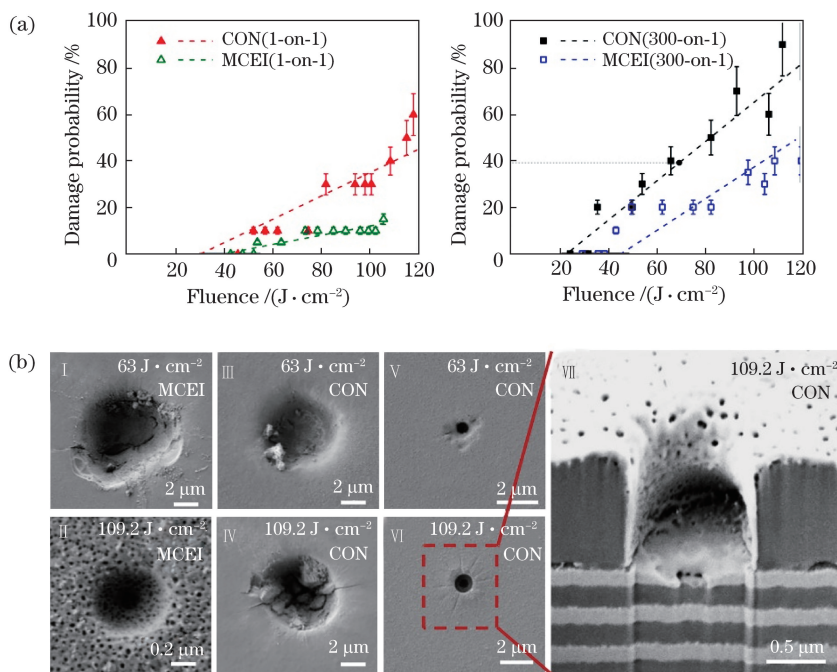 (a)
CON(1-on-1)
MCEI(1-on-1)
Damage probability /%
100
80
60
40
20
0
20 40 60 80 100 120
Fluence /(J · cm⁻²)
CON(300-on-1)
MCEI(300-on-1)
Damage probability /%
100
80
60
40
20
0
20 40 60 80 100 120
Fluence /(J · cm⁻²)
(b)
Ⅰ 63 J · cm⁻²
MCEI
2 μm
Ⅲ 63 J · cm⁻²
CON
2 μm
Ⅴ 63 J · cm⁻²
CON
2 μm
Ⅶ 109.2 J · cm⁻²
CON
0.5 μm
Ⅱ 109.2 J · cm⁻²
MCEI
0.2 μm
Ⅳ 109.2 J · cm⁻²
CON
2 μm
Ⅵ 109.2 J · cm⁻²
CON
2 μm